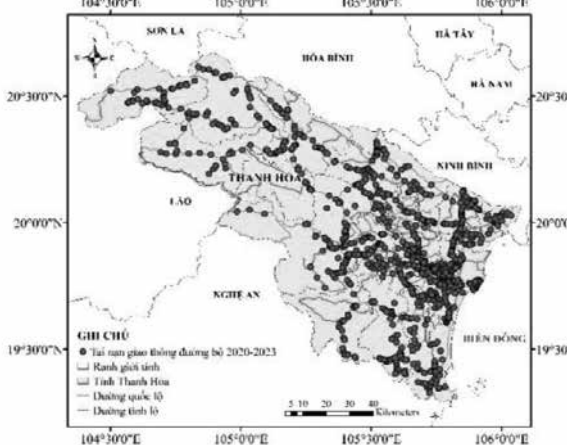 104°30'0"E 105°0'0"E 105°30'0"E 106°0'0"E
SƠN LA
HÒA BÌNH
HÀ TÂY
HÀ NAM
20°30'0"N 20°30'0"N
NINH BÌNH
THANH HÓA
LÀO
20°0'0"N 20°0'0"N
NGHỆ AN
BIỂN ĐÔNG
GHI CHÚ
Tai nạn giao thông đường bộ 2020-2023
19°30'0"N 19°30'0"N
Ranh giới tỉnh
Tỉnh Thanh Hóa
Đường quốc lộ
Đường tỉnh lộ
5 10 20 30 40
Kilometers
104°30'0"E 105°0'0"E 105°30'0"E 106°0'0"E